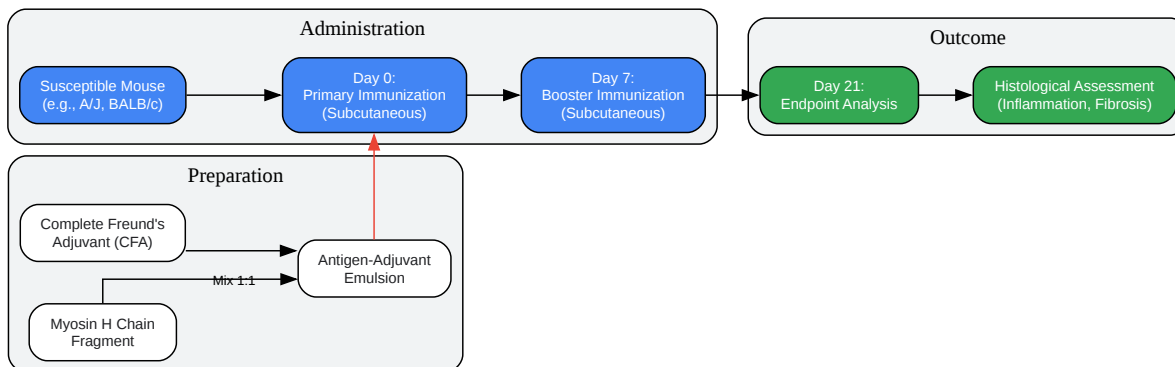 Administration
Susceptible Mouse
(e.g., A/J, BALB/c)
Day 0:
Primary Immunization
(Subcutaneous)
Day 7:
Booster Immunization
(Subcutaneous)
Outcome
Day 21:
Endpoint Analysis
Histological Assessment
(Inflammation, Fibrosis)
Preparation
Complete Freund's
Adjuvant (CFA)
Mix 1:1
Myosin H Chain
Fragment
Antigen-Adjuvant
Emulsion